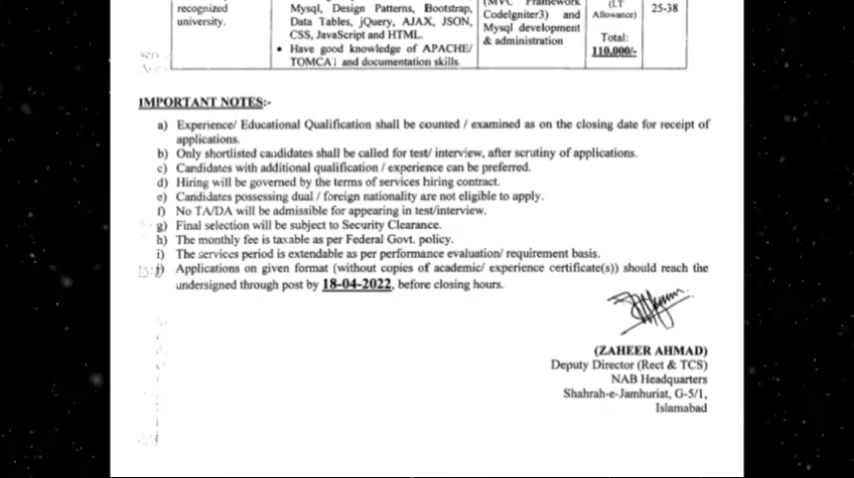 recognized
university.
Mysql, Design Patterns, Bootstrap,
Data Tables, jQuery, AJAX, JSON,
CSS, JavaScript and HTML.
• Have good knowledge of APACHE/
TOMCAT and documentation skills.
(MVC Framework
CodeIgniter3) and
Mysql development
& administration
(LT
Allowance)
Total:
110,000/-
25-38
IMPORTANT NOTES:-
a) Experience/ Educational Qualification shall be counted / examined as on the closing date for receipt of
applications.
b) Only shortlisted candidates shall be called for test/ interview, after scrutiny of applications.
c) Candidates with additional qualification / experience can be preferred.
d) Hiring will be governed by the terms of services hiring contract.
e) Candidates possessing dual / foreign nationality are not eligible to apply.
f) No TA/DA will be admissible for appearing in test/interview.
g) Final selection will be subject to Security Clearance.
h) The monthly fee is taxable as per Federal Govt. policy.
i) The services period is extendable as per performance evaluation/ requirement basis.
j) Applications on given format (without copies of academic/ experience certificate(s)) should reach the
undersigned through post by 18-04-2022, before closing hours.
(ZAHEER AHMAD)
Deputy Director (Rect & TCS)
NAB Headquarters
Shahrah-e-Jamhuriat, G-5/1,
Islamabad